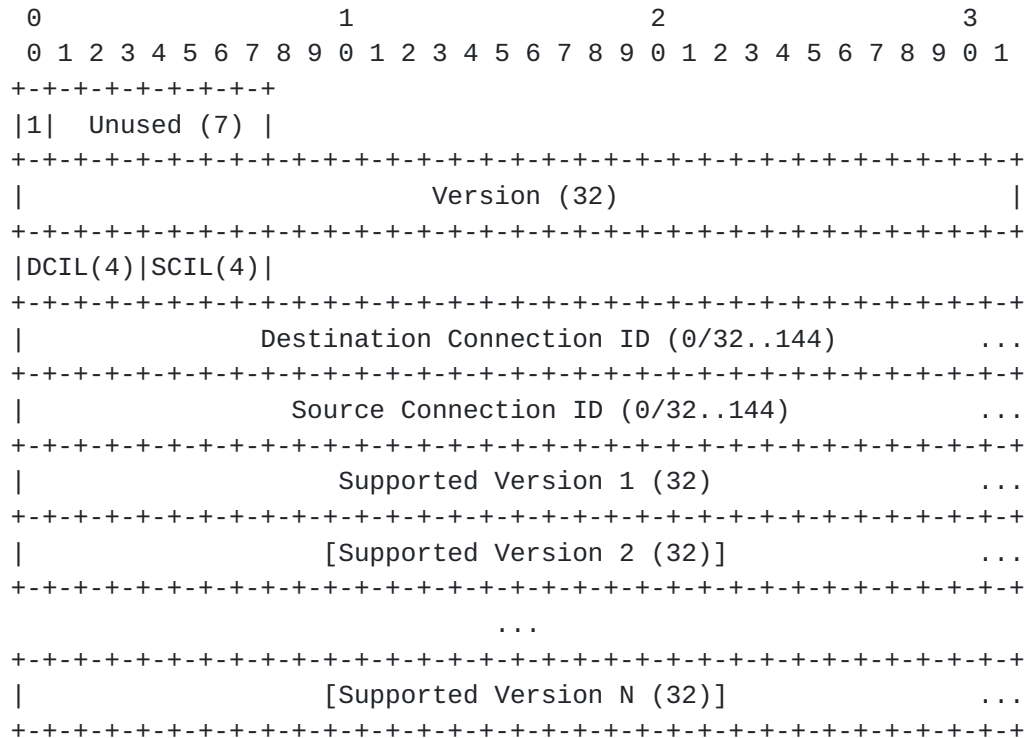 0                   1                   2                   3
 0 1 2 3 4 5 6 7 8 9 0 1 2 3 4 5 6 7 8 9 0 1 2 3 4 5 6 7 8 9 0 1
+-+-+-+-+-+-+-+-+
|1|  Unused (7) |
+-+-+-+-+-+-+-+-+-+-+-+-+-+-+-+-+-+-+-+-+-+-+-+-+-+-+-+-+-+-+-+-+
|                          Version (32)                         |
+-+-+-+-+-+-+-+-+-+-+-+-+-+-+-+-+-+-+-+-+-+-+-+-+-+-+-+-+-+-+-+-+
|DCIL(4)|SCIL(4)|
+-+-+-+-+-+-+-+-+-+-+-+-+-+-+-+-+-+-+-+-+-+-+-+-+-+-+-+-+-+-+-+-+
|               Destination Connection ID (0/32..144)         ...
+-+-+-+-+-+-+-+-+-+-+-+-+-+-+-+-+-+-+-+-+-+-+-+-+-+-+-+-+-+-+-+-+
|                 Source Connection ID (0/32..144)            ...
+-+-+-+-+-+-+-+-+-+-+-+-+-+-+-+-+-+-+-+-+-+-+-+-+-+-+-+-+-+-+-+-+
|                    Supported Version 1 (32)                 ...
+-+-+-+-+-+-+-+-+-+-+-+-+-+-+-+-+-+-+-+-+-+-+-+-+-+-+-+-+-+-+-+-+
|                   [Supported Version 2 (32)]                ...
+-+-+-+-+-+-+-+-+-+-+-+-+-+-+-+-+-+-+-+-+-+-+-+-+-+-+-+-+-+-+-+-+
                               ...
+-+-+-+-+-+-+-+-+-+-+-+-+-+-+-+-+-+-+-+-+-+-+-+-+-+-+-+-+-+-+-+-+
|                   [Supported Version N (32)]                ...
+-+-+-+-+-+-+-+-+-+-+-+-+-+-+-+-+-+-+-+-+-+-+-+-+-+-+-+-+-+-+-+-+